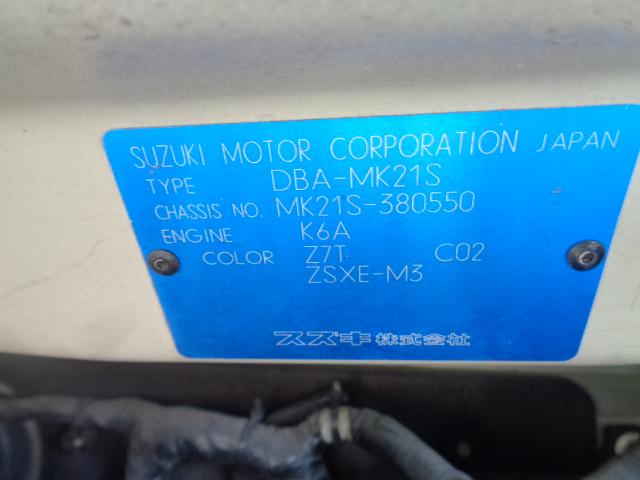 SUZUKI MOTOR CORPORATION JAPAN
TYPE DBA-MK21S
CHASSIS NO. MK21S-380550
ENGINE K6A
COLOR Z7T C02
ZSXE-M3
スズキ株式会社